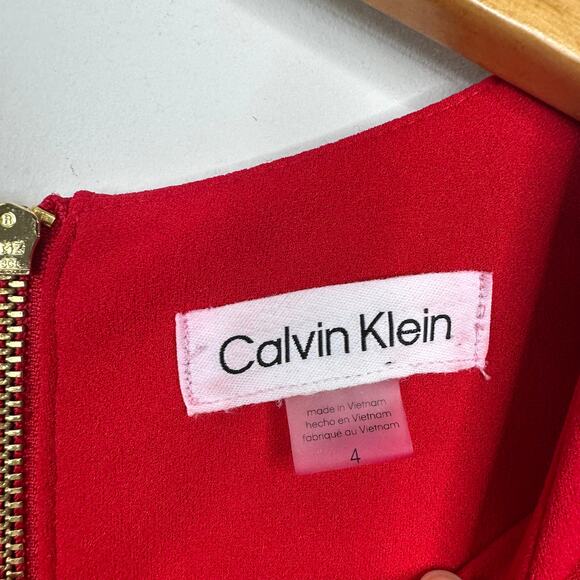 Calvin Klein
made in Vietnam
hecho en Vietnam
fabriqué au Vietnam
4